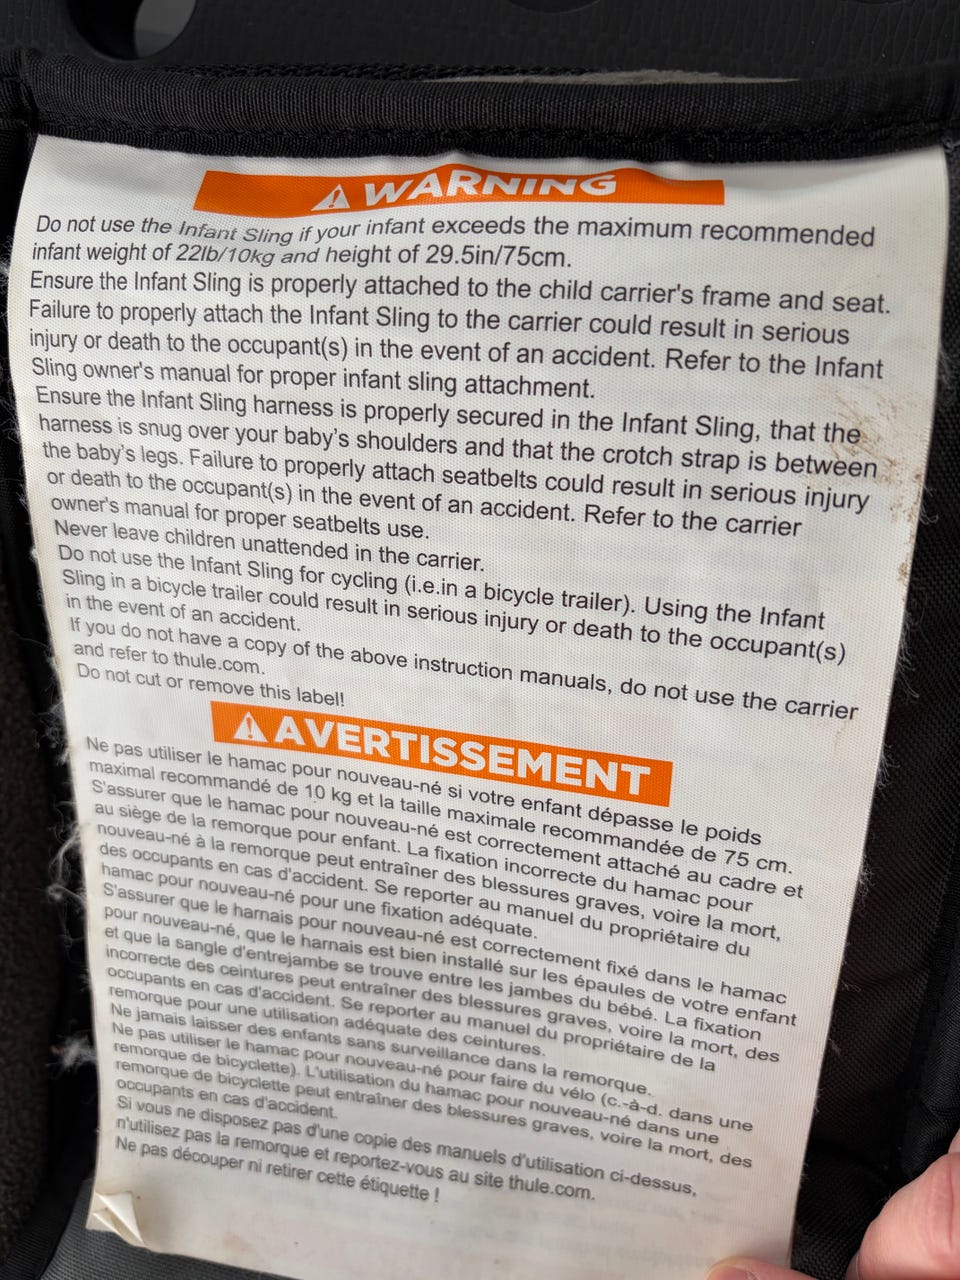 WARNING
Do not use the Infant Sling if your infant exceeds the maximum recommended
infant weight of 22lb/10kg and height of 29.5in/75cm.
Ensure the Infant Sling is properly attached to the child carrier's frame and seat.
Failure to properly attach the Infant Sling to the carrier could result in serious
injury or death to the occupant(s) in the event of an accident. Refer to the Infant
Sling owner's manual for proper infant sling attachment.
Ensure the Infant Sling harness is properly secured in the Infant Sling, that the
harness is snug over your baby's shoulders and that the crotch strap is between
the baby's legs. Failure to properly attach seatbelts could result in serious injury
or death to the occupant(s) in the event of an accident. Refer to the carrier
owner's manual for proper seatbelts use.
Never leave children unattended in the carrier.
Do not use the Infant Sling for cycling (i.e.in a bicycle trailer). Using the Infant
Sling in a bicycle trailer could result in serious injury or death to the occupant(s)
in the event of an accident.
If you do not have a copy of the above instruction manuals, do not use the carrier
and refer to thule.com.
Do not cut or remove this label!
AVERTISSEMENT
Ne pas utiliser le hamac pour nouveau-né si votre enfant dépasse le poids
maximal recommandé de 10 kg et la taille maximale recommandée de 75 cm.
S'assurer que le hamac pour nouveau-né est correctement attaché au cadre et
au siège de la remorque pour enfant. La fixation incorrecte du hamac pour
nouveau-né à la remorque peut entraîner des blessures graves, voire la mort,
des occupants en cas d'accident. Se reporter au manuel du propriétaire du
hamac pour nouveau-né pour une fixation adéquate.
S'assurer que le harnais pour nouveau-né est correctement fixé dans le hamac
pour nouveau-né, que le harnais est bien installé sur les épaules de votre enfant
et que la sangle d'entrejambe se trouve entre les jambes du bébé. La fixation
incorrecte des ceintures peut entraîner des blessures graves, voire la mort, des
occupants en cas d'accident. Se reporter au manuel du propriétaire de la
remorque pour une utilisation adéquate des ceintures.
Ne jamais laisser des enfants sans surveillance dans la remorque.
Ne pas utiliser le hamac pour nouveau-né pour faire du vélo (c.-à-d. dans une
remorque de bicyclette). L'utilisation du hamac pour nouveau-né dans une
remorque de bicyclette peut entraîner des blessures graves, voire la mort, des
occupants en cas d'accident.
Si vous ne disposez pas d'une copie des manuels d'utilisation ci-dessus,
n'utilisez pas la remorque et reportez-vous au site thule.com.
Ne pas découper ni retirer cette étiquette !